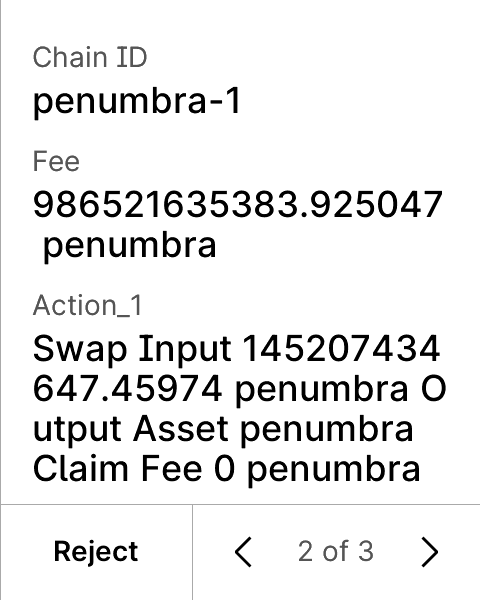 Chain ID
penumbra-1
Fee
986521635383.925047
penumbra
Action_1
Swap Input 145207434
647.45974 penumbra O
utput Asset penumbra
Claim Fee 0 penumbra
Reject
2 of 3